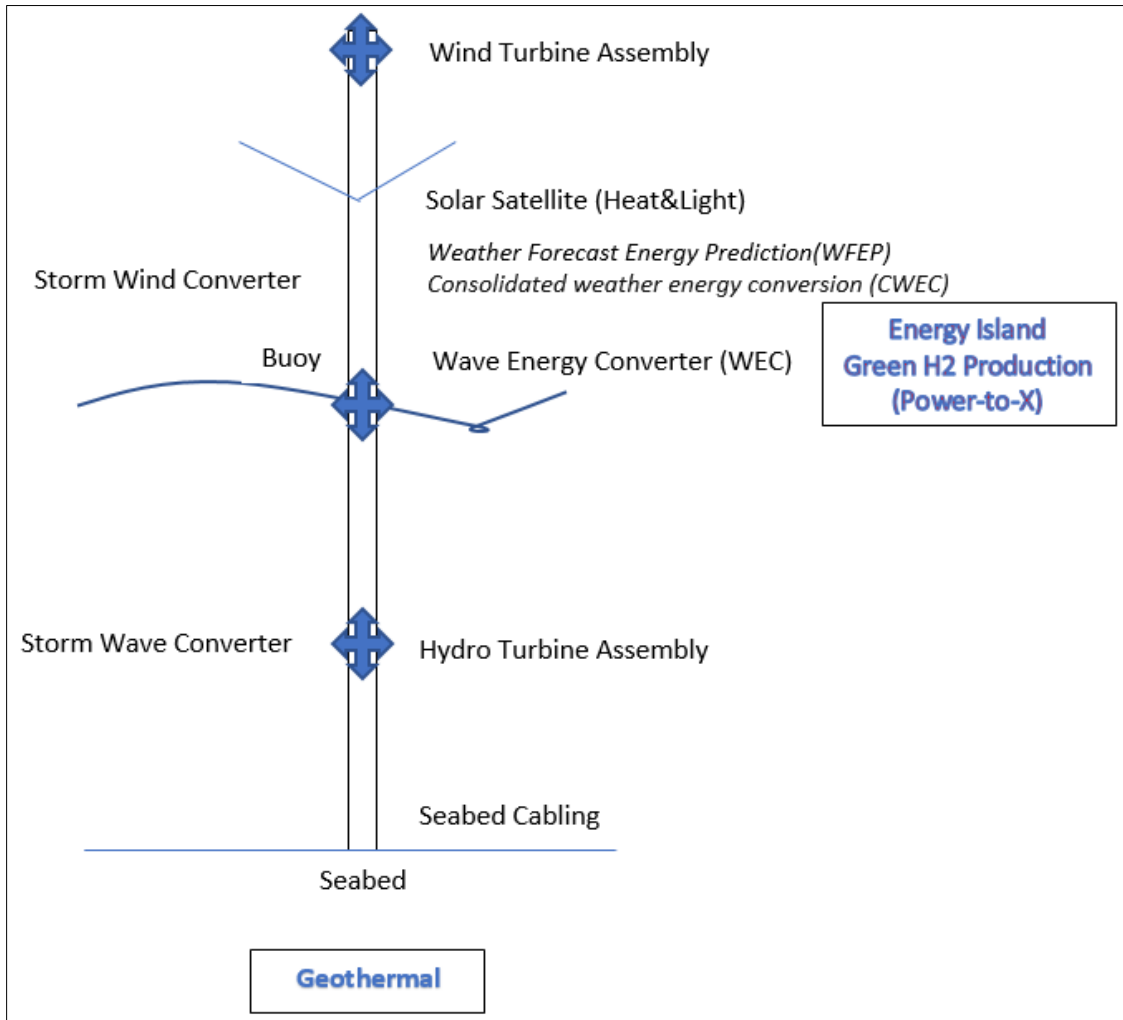 Wind Turbine Assembly
Solar Satellite (Heat&Light)
Weather Forecast Energy Prediction(WFEP)
Storm Wind Converter
Consolidated weather energy conversion (CWEC)
Energy Island
Green H2 Production
(Power-to-X)
Buoy
Wave Energy Converter (WEC)
Storm Wave Converter
Hydro Turbine Assembly
Seabed Cabling
Seabed
Geothermal